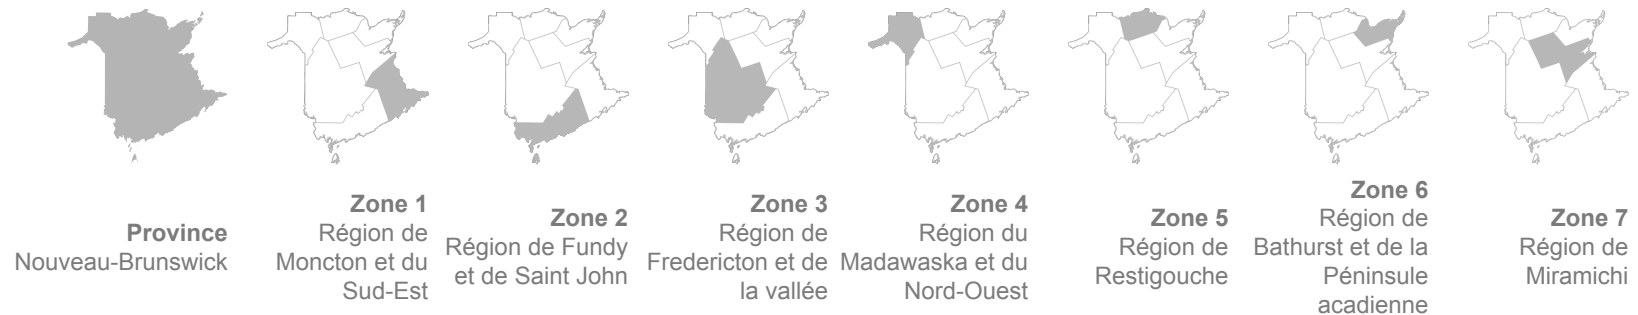 Province
Nouveau-Brunswick
Zone 1
Région de
Moncton et du
Sud-Est
Zone 2
Région de Fundy
et de Saint John
Zone 3
Région de
Fredericton et de
la vallée
Zone 4
Région du
Madawaska et du
Nord-Ouest
Zone 5
Région de
Restigouche
Zone 6
Région de
Bathurst et de la
Péninsule
acadienne
Zone 7
Région de
Miramichi